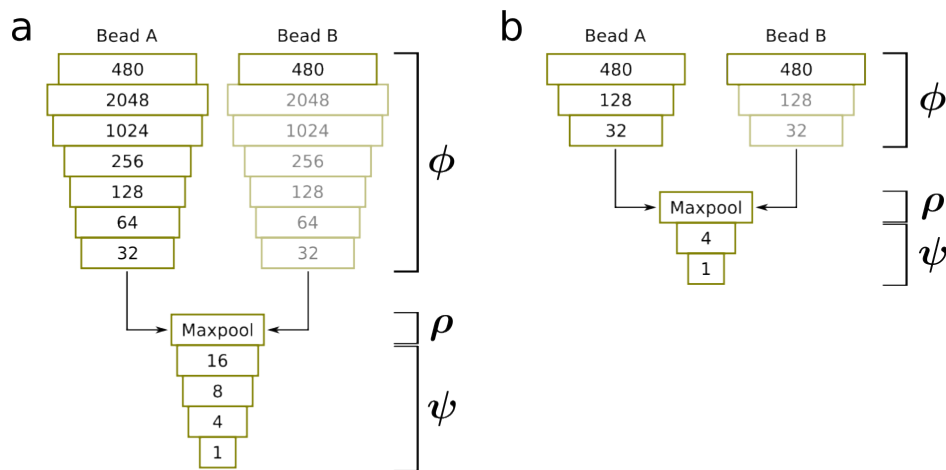 a
Bead A
Bead B
480
480
2048
2048
1024
1024
256
256
128
128
64
64
32
32
ϕ
Maxpool
ρ
16
8
4
1
ψ
b
Bead A
Bead B
480
480
128
128
32
32
ϕ
Maxpool
ρ
4
1
ψ